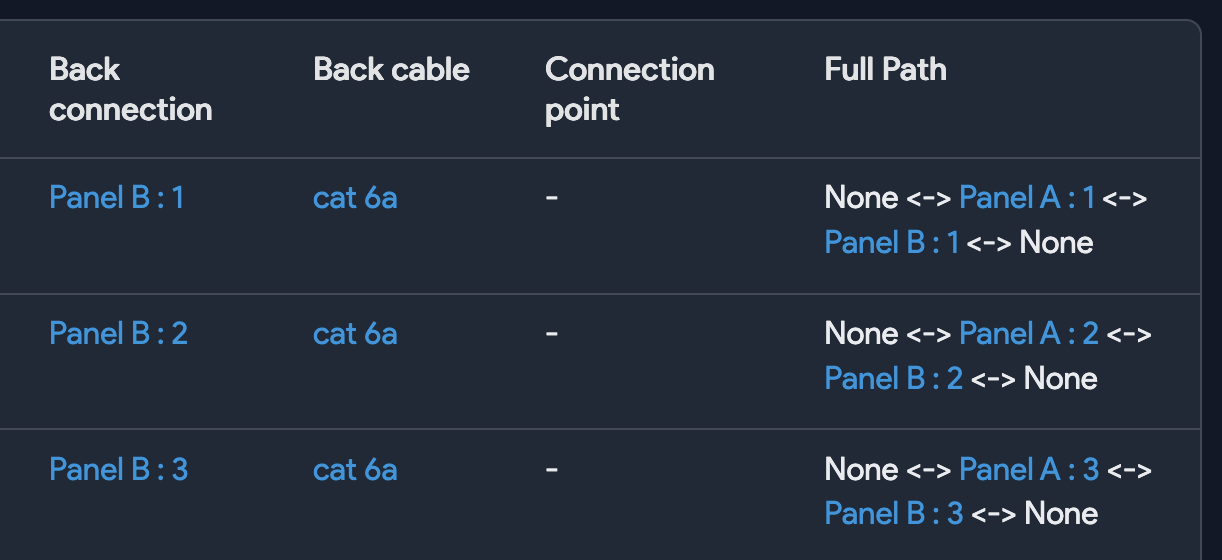 Back connection
Back cable
Connection point
Full Path
Panel B : 1
cat 6a
-
None <-> Panel A : 1 <->
Panel B : 1 <-> None
Panel B : 2
cat 6a
-
None <-> Panel A : 2 <->
Panel B : 2 <-> None
Panel B : 3
cat 6a
-
None <-> Panel A : 3 <->
Panel B : 3 <-> None